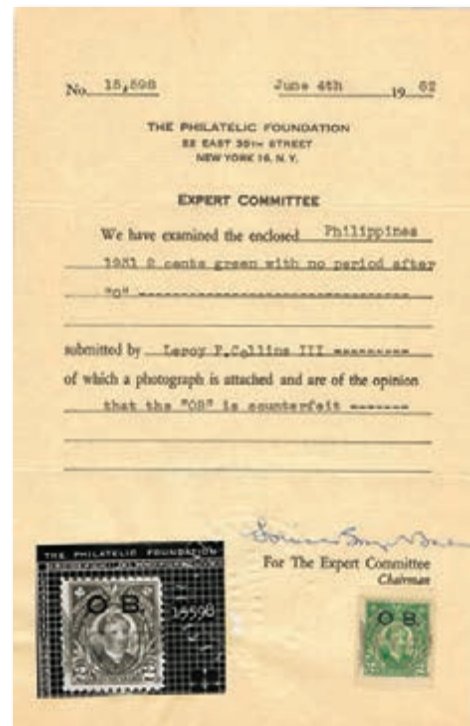 No. 15,598 June 4th 19 62
THE PHILATELIC FOUNDATION
22 EAST 35TH STREET
NEW YORK 16, N. Y.
EXPERT COMMITTEE
We have examined the enclosed Philippines
1931 2 cents green with no period after
"O" --------------------------------
submitted by Leroy P.Collins III ---------
of which a photograph is attached and are of the opinion
that the "OB" is counterfeit -------
For The Expert Committee
Chairman
THE PHILATELIC FOUNDATION
O B.
15598
O B.